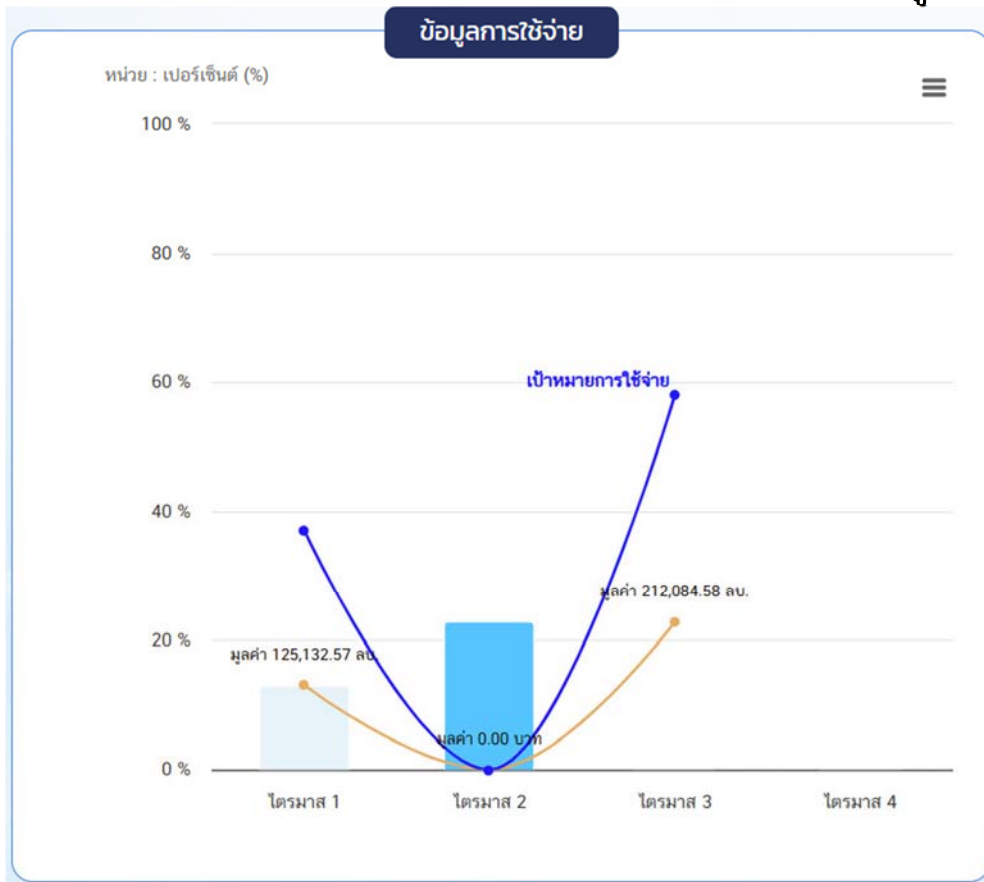 ข้อมูลการใช้จ่าย
หน่วย : เปอร์เซ็นต์ (%)
100 %
80 %
60 %
เป้าหมายการใช้จ่าย
40 %
มูลค่า 212,084.58 ลบ.
20 %
มูลค่า 125,132.57 ลบ.
มูลค่า 0.00 บาท
0 %
ไตรมาส 1 ไตรมาส 2 ไตรมาส 3 ไตรมาส 4